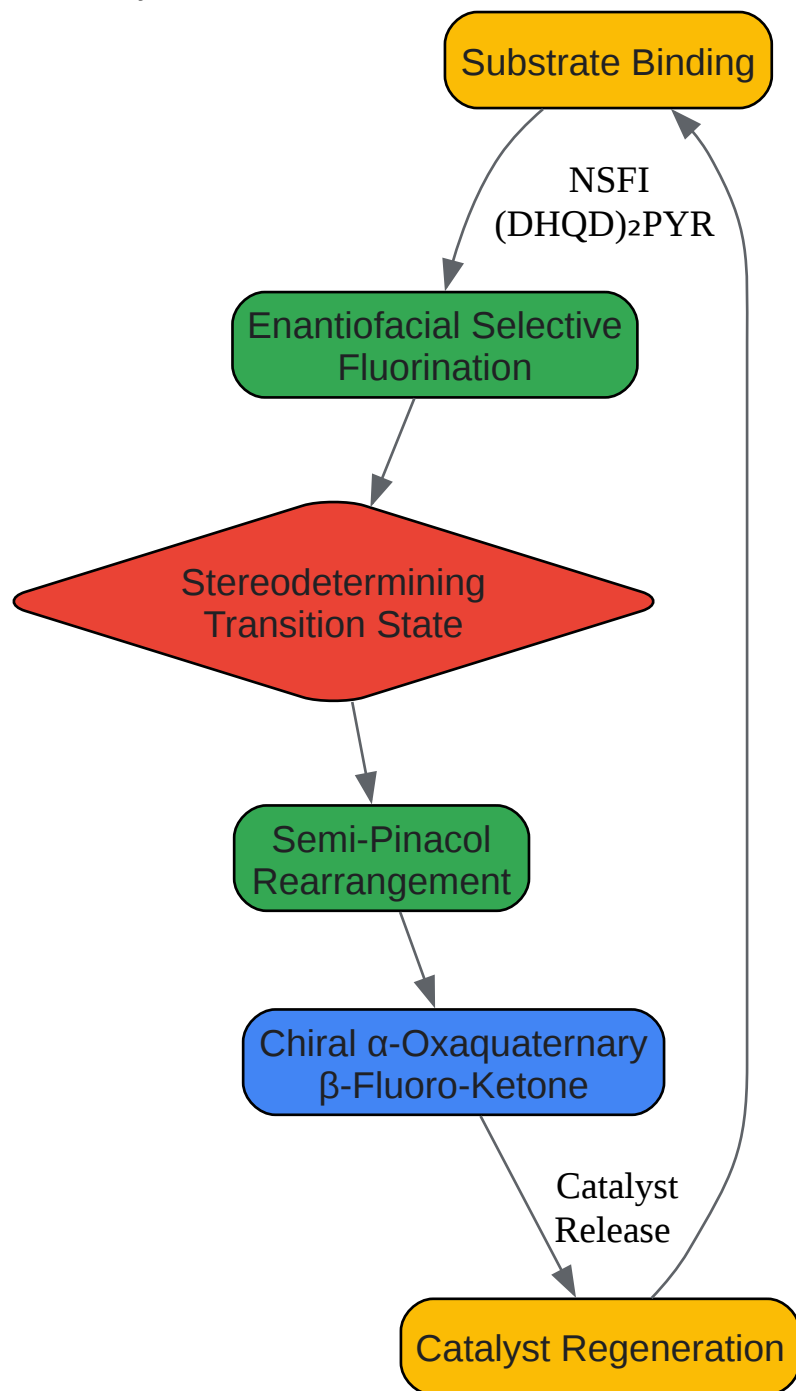 Substrate Binding
NSFI
(DHQD)₂PYR
Enantiofacial Selective
Fluorination
Stereodetermining
Transition State
Semi-Pinacol
Rearrangement
Chiral α-Oxaquaternary
β-Fluoro-Ketone
Catalyst
Release
Catalyst Regeneration